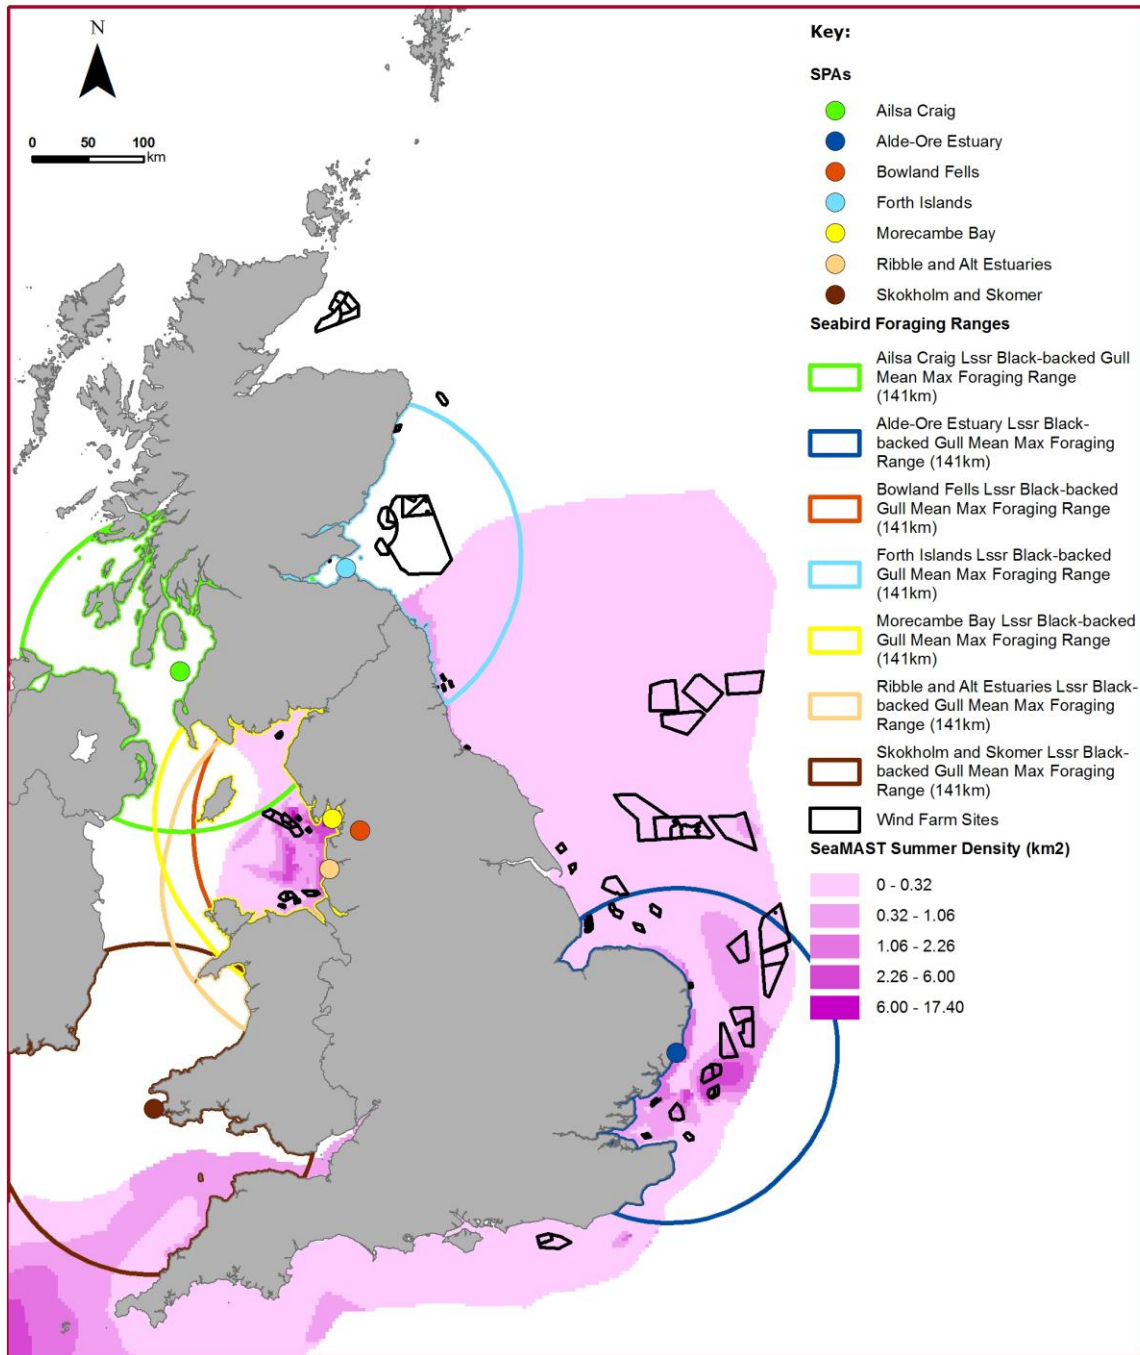 N
0 50 100
km
Key:
SPAs
Ailsa Craig
Alde-Ore Estuary
Bowland Fells
Forth Islands
Morecambe Bay
Ribble and Alt Estuaries
Skokholm and Skomer
Seabird Foraging Ranges
Ailsa Craig Lssr Black-backed Gull
Mean Max Foraging Range
(141km)
Alde-Ore Estuary Lssr Black-
backed Gull Mean Max Foraging
Range (141km)
Bowland Fells Lssr Black-backed
Gull Mean Max Foraging Range
(141km)
Forth Islands Lssr Black-backed
Gull Mean Max Foraging Range
(141km)
Morecambe Bay Lssr Black-backed
Gull Mean Max Foraging Range
(141km)
Ribble and Alt Estuaries Lssr Black-
backed Gull Mean Max Foraging
Range (141km)
Skokholm and Skomer Lssr Black-
backed Gull Mean Max Foraging
Range (141km)
Wind Farm Sites
SeaMAST Summer Density (km2)
0 - 0.32
0.32 - 1.06
1.06 - 2.26
2.26 - 6.00
6.00 - 17.40